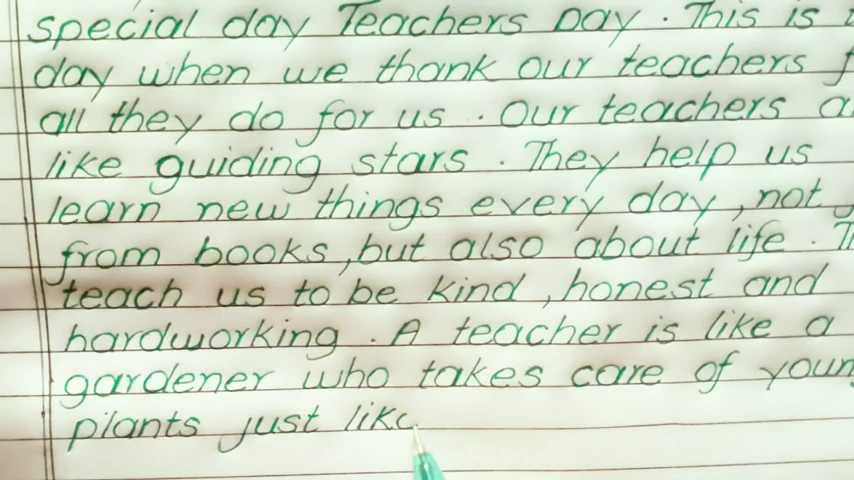 special day Teachers Day . This is
day when we thank our teachers
all they do for us . Our teachers
like guiding stars . They help us
learn new things every day , not
from books , but also about life .
teach us to be kind , honest and
hardworking . A teacher is like a
gardener who takes care of
plants just like